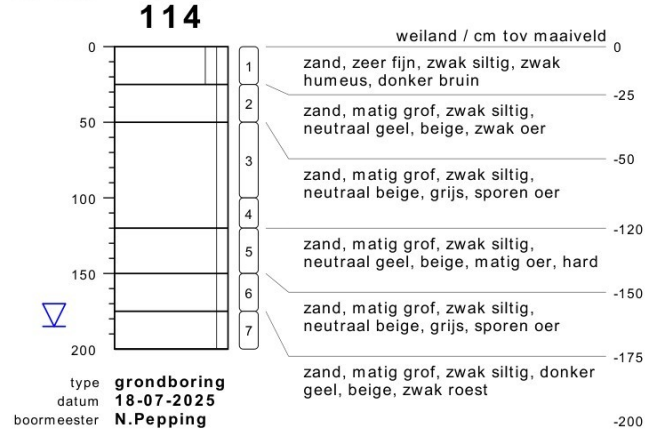 114
weiland / cm tov maaiveld
0
0
1
zand, zeer fijn, zwak siltig, zwak
humeus, donker bruin
-25
2
zand, matig grof, zwak siltig,
neutraal geel, beige, zwak oer
50
-50
3
zand, matig grof, zwak siltig,
neutraal beige, grijs, sporen oer
100
4
-120
5
zand, matig grof, zwak siltig,
neutraal geel, beige, matig oer, hard
150
-150
6
zand, matig grof, zwak siltig,
neutraal beige, grijs, sporen oer
7
200
-175
zand, matig grof, zwak siltig, donker
geel, beige, zwak roest
-200
type grondboring
datum 18-07-2025
boormeester N.Pepping